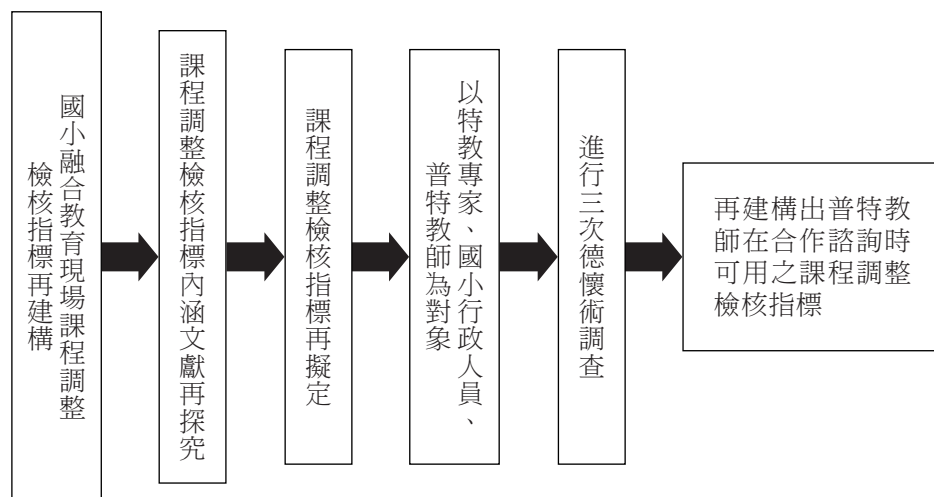 國小融合教育現場課程調整
檢核指標再建構
課程調整檢核指標內涵文獻再探究
課程調整檢核指標再擬定
以特教專家、國小行政人員、
普特教師為對象
進行三次德懷術調查
再建構出普特教
師在合作諮詢時
可用之課程調整
檢核指標